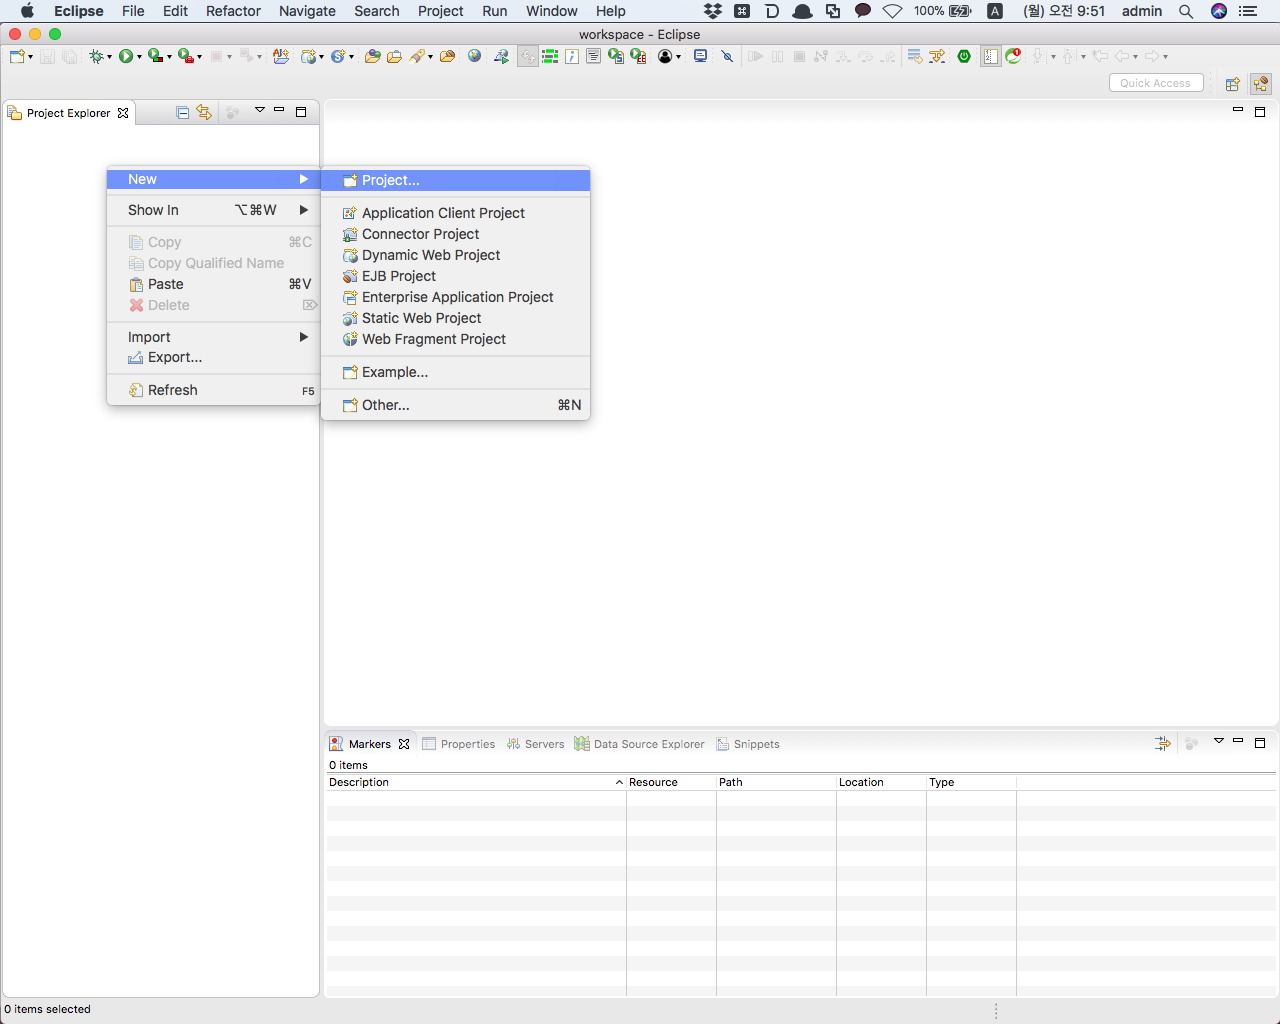 Eclipse File Edit Refactor Navigate Search Project Run Window Help 100% A (월) 오전 9:51 admin
workspace - Eclipse
Quick Access
Project Explorer
New
Show In ⌥⌘W
Copy ⌘C
Copy Qualified Name
Paste ⌘V
Delete ⌦
Import
Export...
Refresh F5
Project...
Application Client Project
Connector Project
Dynamic Web Project
EJB Project
Enterprise Application Project
Static Web Project
Web Fragment Project
Example...
Other... ⌘N
Markers Properties Servers Data Source Explorer Snippets
0 items
Description Resource Path Location Type
0 items selected